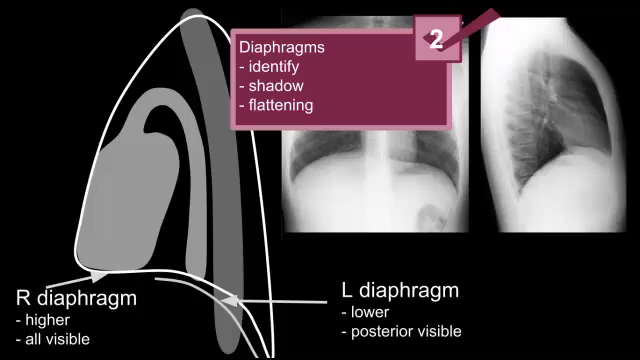 2
Diaphragms
- identify
- shadow
- flattening
R diaphragm
- higher
- all visible
L diaphragm
- lower
- posterior visible